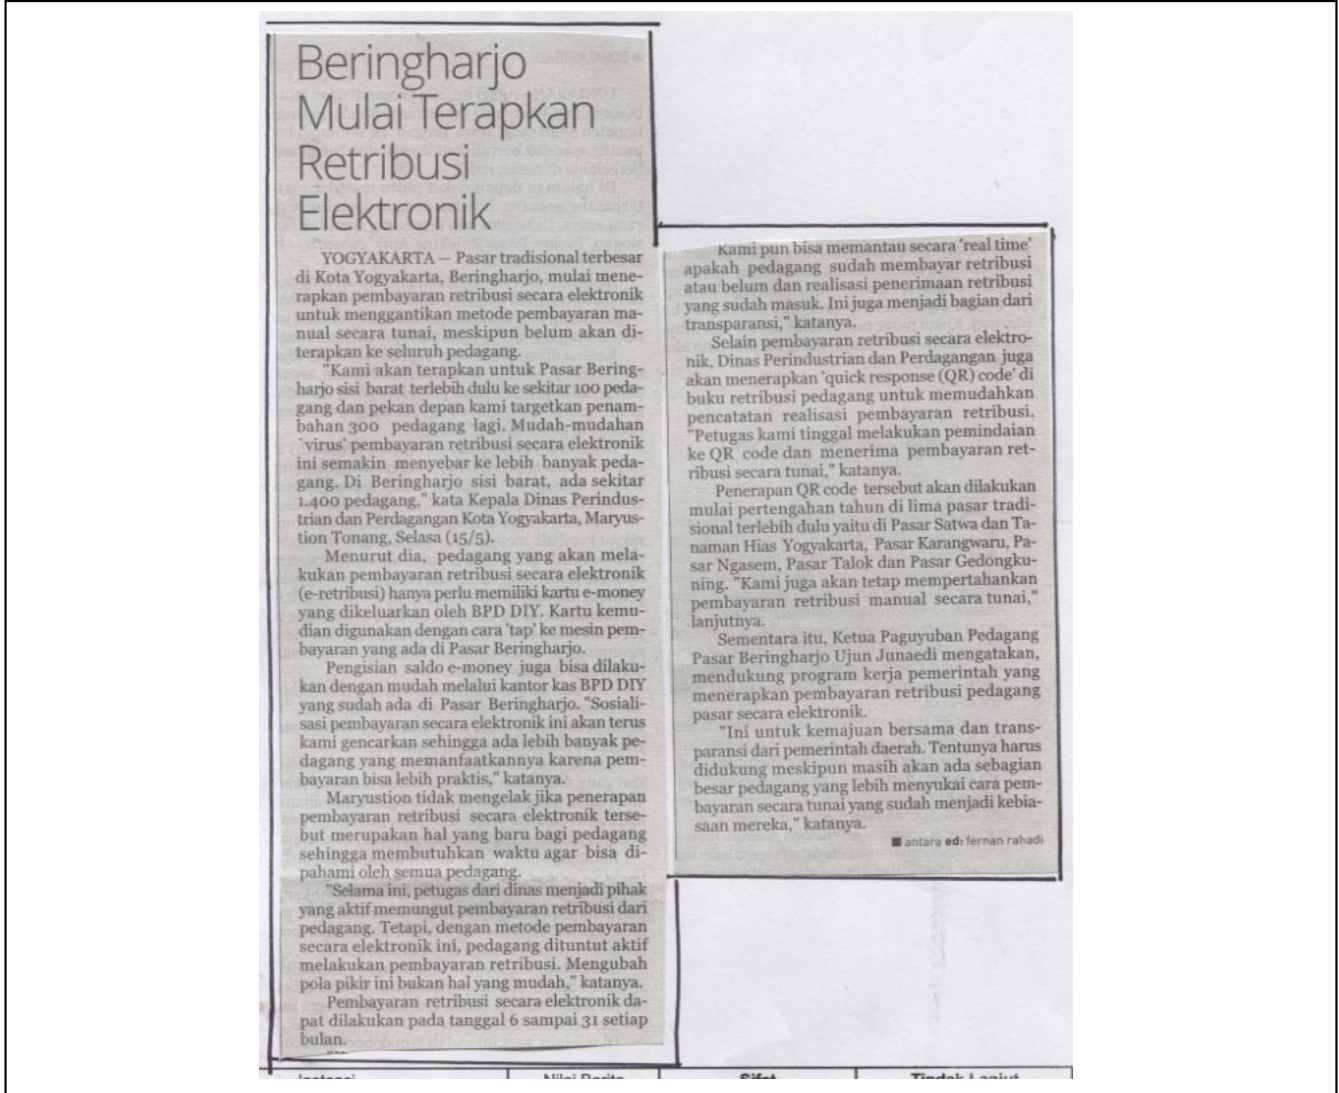 Beringharjo
Mulai Terapkan
Retribusi
Elektronik
YOGYAKARTA — Pasar tradisional terbesar
di Kota Yogyakarta, Beringharjo, mulai mene-
rapkan pembayaran retribusi secara elektronik
untuk menggantikan metode pembayaran ma-
nual secara tunai, meskipun belum akan di-
terapkan ke seluruh pedagang.
"Kami akan terapkan untuk Pasar Bering-
harjo sisi barat terlebih dulu ke sekitar 100 peda-
gang dan pekan depan kami targetkan penam-
bahan 300 pedagang lagi. Mudah-mudahan
`virus' pembayaran retribusi secara elektronik
ini semakin menyebar ke lebih banyak peda-
gang. Di Beringharjo sisi barat, ada sekitar
1.400 pedagang," kata Kepala Dinas Perindus-
trian dan Perdagangan Kota Yogyakarta, Maryus-
tion Tonang, Selasa (15/5).
Menurut dia, pedagang yang akan mela-
kukan pembayaran retribusi secara elektronik
(e-retribusi) hanya perlu memiliki kartu e-money
yang dikeluarkan oleh BPD DIY. Kartu kemu-
dian digunakan dengan cara 'tap' ke mesin pem-
bayaran yang ada di Pasar Beringharjo.
Pengisian saldo e-money juga bisa dilaku-
kan dengan mudah melalui kantor kas BPD DIY
yang sudah ada di Pasar Beringharjo. "Sosiali-
sasi pembayaran secara elektronik ini akan terus
kami gencarkan sehingga ada lebih banyak pe-
dagang yang memanfaatkannya karena pem-
bayaran bisa lebih praktis," katanya.
Maryustion tidak mengelak jika penerapan
pembayaran retribusi secara elektronik terse-
but merupakan hal yang baru bagi pedagang
sehingga membutuhkan waktu agar bisa di-
pahami oleh semua pedagang.
"Selama ini, petugas dari dinas menjadi pihak
yang aktif memungut pembayaran retribusi dari
pedagang. Tetapi, dengan metode pembayaran
secara elektronik ini, pedagang dituntut aktif
melakukan pembayaran retribusi. Mengubah
pola pikir ini bukan hal yang mudah," katanya.
Pembayaran retribusi secara elektronik da-
pat dilakukan pada tanggal 6 sampai 31 setiap
bulan.
Kami pun bisa memantau secara 'real time'
apakah pedagang sudah membayar retribusi
atau belum dan realisasi penerimaan retribusi
yang sudah masuk. Ini juga menjadi bagian dari
transparansi," katanya.
Selain pembayaran retribusi secara elektro-
nik, Dinas Perindustrian dan Perdagangan juga
akan menerapkan 'quick response (QR) code' di
buku retribusi pedagang untuk memudahkan
pencatatan realisasi pembayaran retribusi.
"Petugas kami tinggal melakukan pemindaian
ke QR code dan menerima pembayaran ret-
ribusi secara tunai," katanya.
Penerapan QR code tersebut akan dilakukan
mulai pertengahan tahun di lima pasar tradi-
sional terlebih dulu yaitu di Pasar Satwa dan Ta-
naman Hias Yogyakarta, Pasar Karangwaru, Pa-
sar Ngasem, Pasar Talok dan Pasar Gedongku-
ning. "Kami juga akan tetap mempertahankan
pembayaran retribusi manual secara tunai,"
lanjutnya.
Sementara itu, Ketua Paguyuban Pedagang
Pasar Beringharjo Ujun Junaedi mengatakan,
mendukung program kerja pemerintah yang
menerapkan pembayaran retribusi pedagang
pasar secara elektronik.
"Ini untuk kemajuan bersama dan trans-
paransi dari pemerintah daerah. Tentunya harus
didukung meskipun masih akan ada sebagian
besar pedagang yang lebih menyukai cara pem-
bayaran secara tunai yang sudah menjadi kebia-
saan mereka," katanya.
■ antara ed: fernan rahadi
Instansi Nilai Berita Sifat Tindak Lanjut